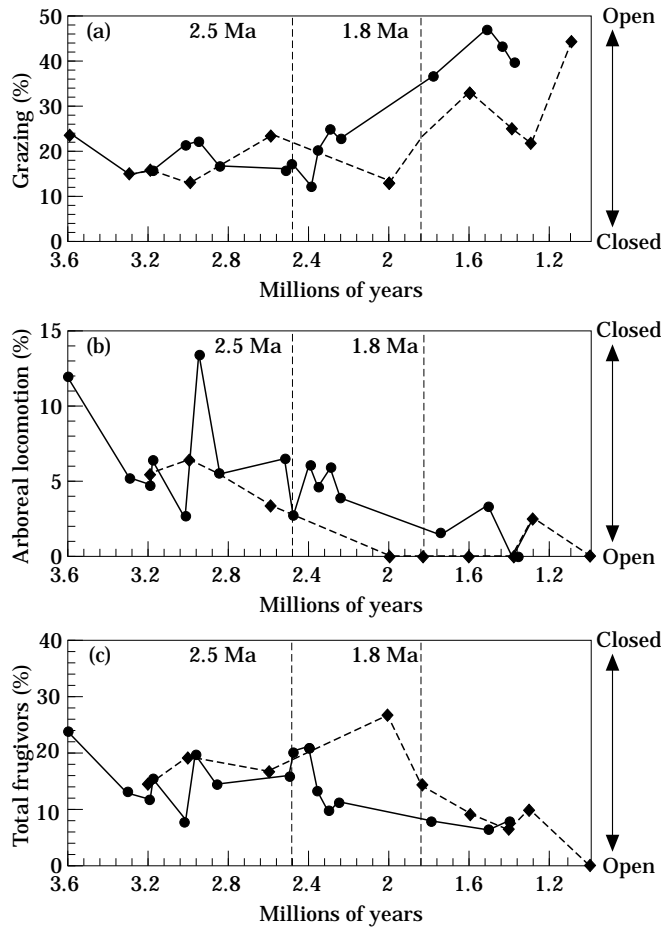 50
40
30
20
10
0
Grazing (%)
(a)
2.5 Ma
1.8 Ma
Open
Closed
3.6
3.2
2.8
2.4
2
1.6
1.2
Millions of years
15
10
5
0
Arboreal locomotion (%)
(b)
2.5 Ma
1.8 Ma
Closed
Open
3.6
3.2
2.8
2.4
2
1.6
1.2
Millions of years
40
30
20
10
0
Total frugivors (%)
(c)
2.5 Ma
1.8 Ma
Closed
Open
3.6
3.2
2.8
2.4
2
1.6
1.2
Millions of years